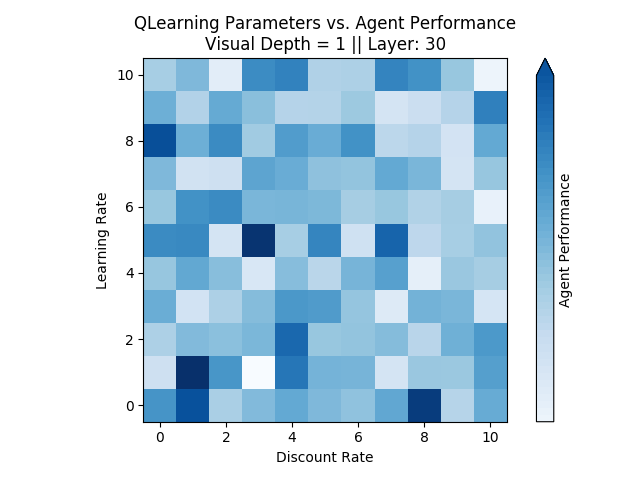 QLearning Parameters vs. Agent Performance
Visual Depth = 1 || Layer: 30
10
8
6
4
2
0
Learning Rate
0 2 4 6 8 10
Discount Rate
Agent Performance